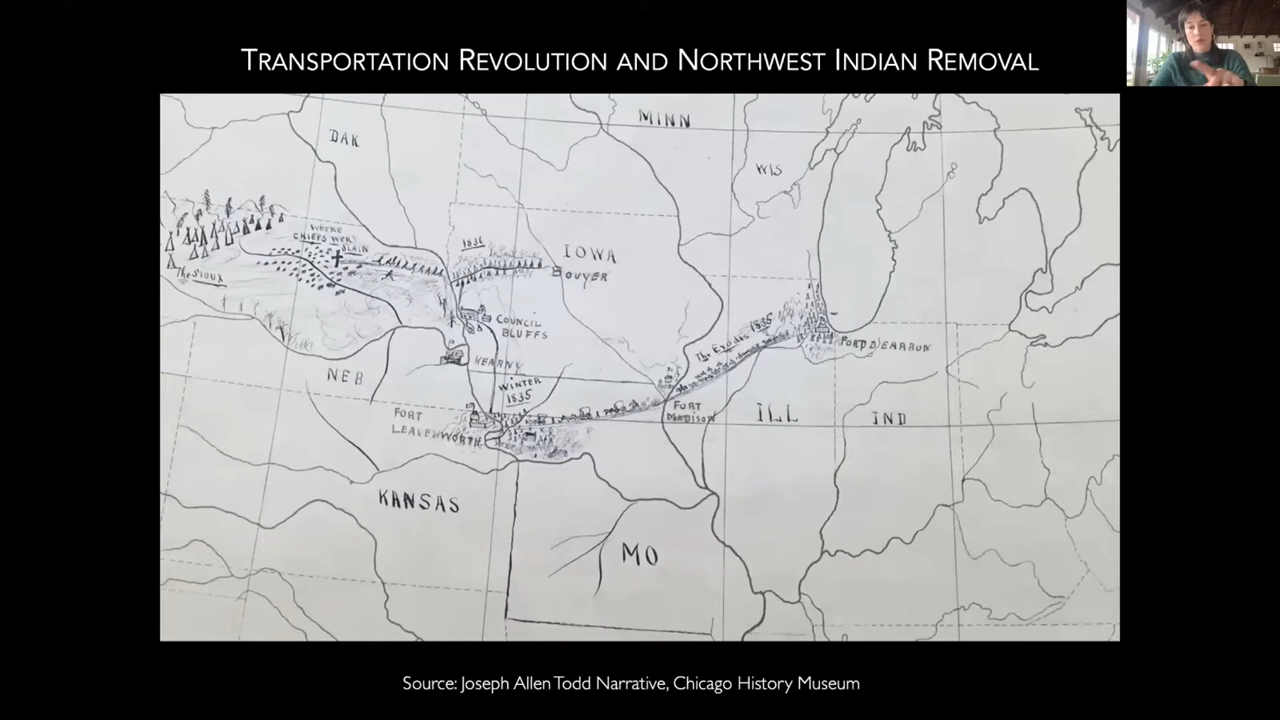 TRANSPORTATION REVOLUTION AND NORTHWEST INDIAN REMOVAL
MINN
DAK
WIS
WHERE
CHIEFS WER
SLAIN
1836
IOWA
The SIOUX
COUNCIL
BLUFFS
The Exodus 1835
FORT DEARBORN
KEARNY
NEB
WINTER
1835
FORT
LEAVENWORTH
FORT
MADISON
ILL
IND
KANSAS
MO
Source: Joseph Allen Todd Narrative, Chicago History Museum